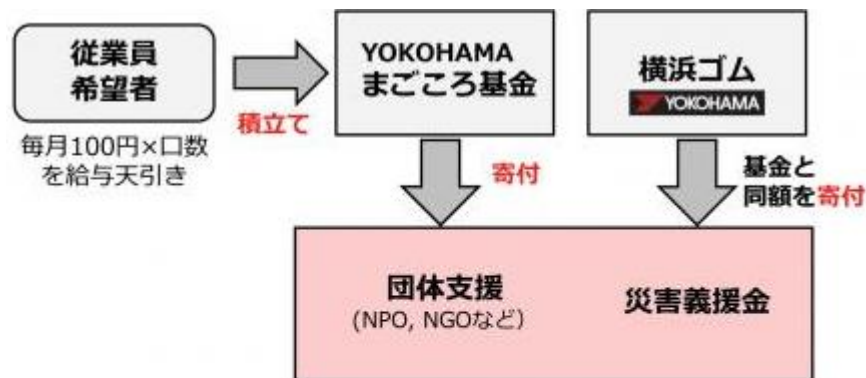 従業員
希望者
毎月100円×口数
を給与天引き
積立て
YOKOHAMA
まごころ基金
横浜ゴム
YOKOHAMA
寄付
基金と
同額を寄付
団体支援
(NPO, NGOなど)
災害義援金